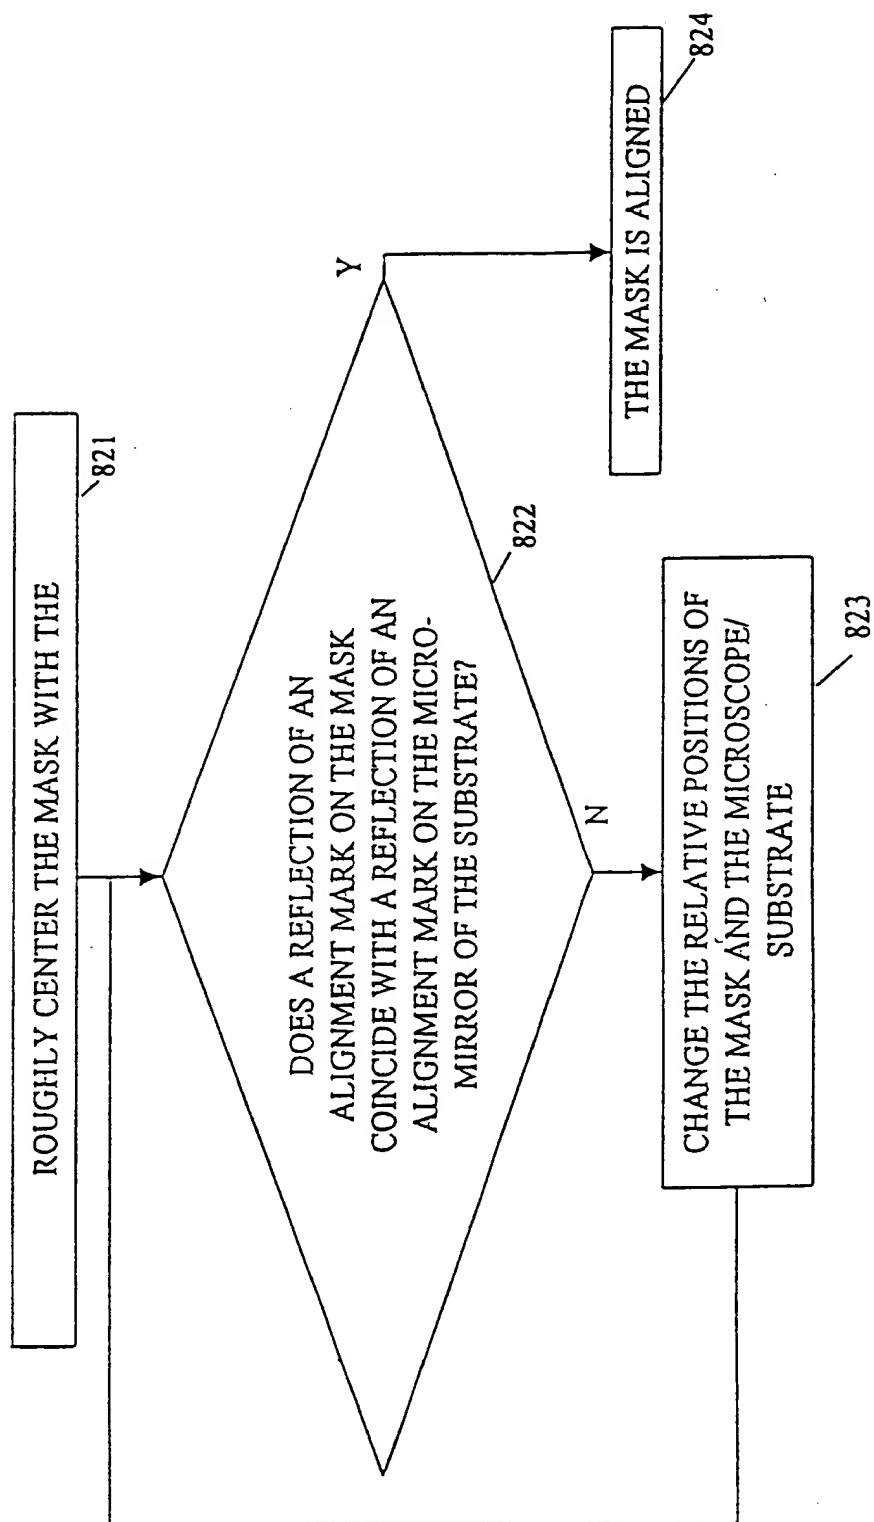 ROUGHLY CENTER THE MASK WITH THE
821
DOES A REFLECTION OF AN
ALIGNMENT MARK ON THE MASK
COINCIDE WITH A REFLECTION OF AN
ALIGNMENT MARK ON THE MICRO-
MIRROR OF THE SUBSTRATE?
822
Y
N
CHANGE THE RELATIVE POSITIONS OF
THE MASK AND THE MICROSCOPE/
SUBSTRATE
823
THE MASK IS ALIGNED
824